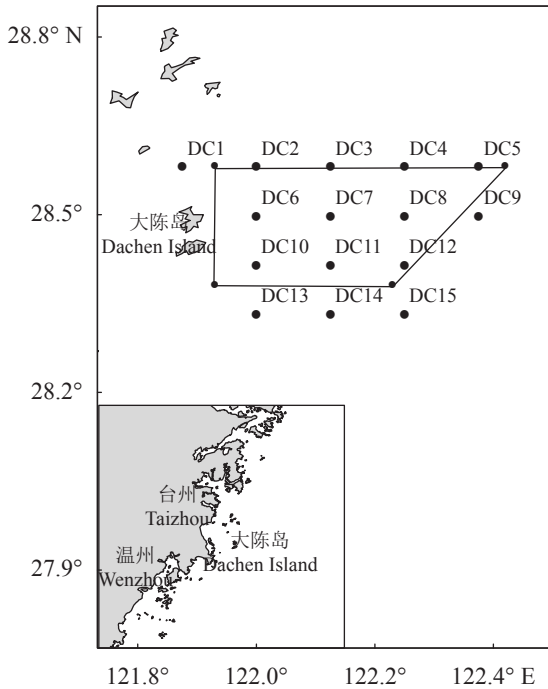 28.8° N
DC1 DC2 DC3 DC4 DC5
28.5°
大陈岛
Dachen Island
DC6 DC7 DC8 DC9
DC10 DC11 DC12
DC13 DC14 DC15
28.2°
台州
Taizhou
大陈岛
Dachen Island
温州
Wenzhou
27.9°
121.8° 122.0° 122.2° 122.4° E